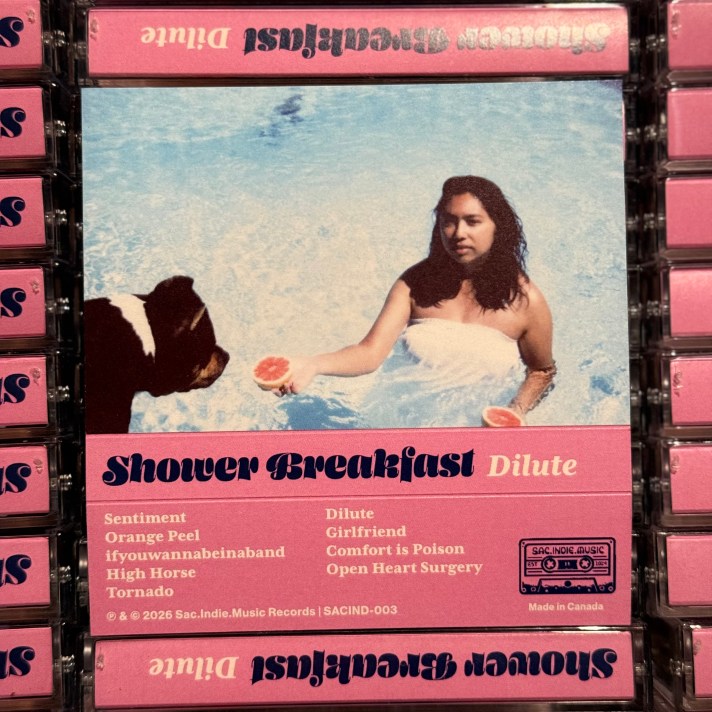 Shower Breakfast Dilute
Shower Breakfast Dilute
Sentiment
Orange Peel
ifyouwannabeinaband
High Horse
Tornado
Dilute
Girlfriend
Comfort is Poison
Open Heart Surgery
SAC.INDIE.MUSIC
Made in Canada
℗ & © 2026 Sac.Indie.Music Records | SACIND-003
Shower Breakfast Dilute